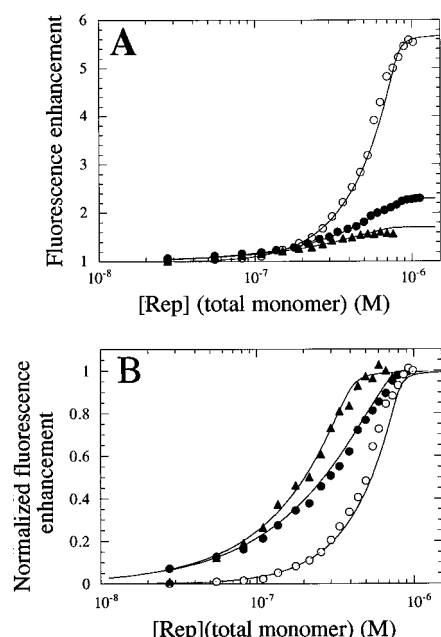 A
Fluorescence enhancement
6
5
4
3
2
1
10-8 10-7 10-6
[Rep] (total monomer) (M)
B
Normalized fluorescence
enhancement
1
0.8
0.6
0.4
0.2
0
10-8 10-7 10-6
[Rep](total monomer) (M)